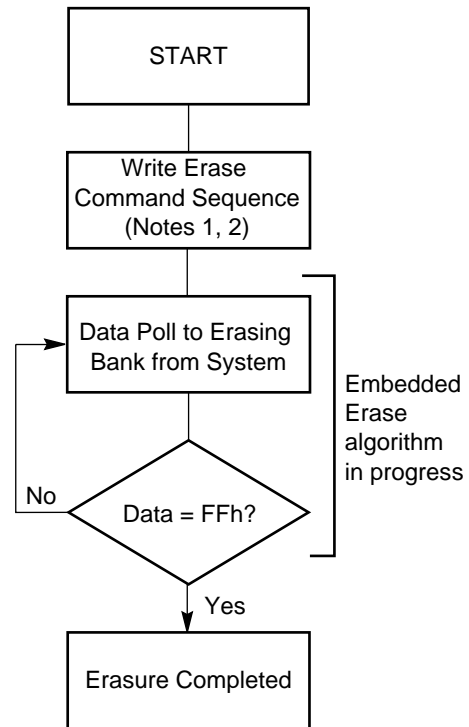 START
Write Erase
Command Sequence
(Notes 1, 2)
Data Poll to Erasing
Bank from System
Embedded
Erase
algorithm
in progress
No
Data = FFh?
Yes
Erasure Completed